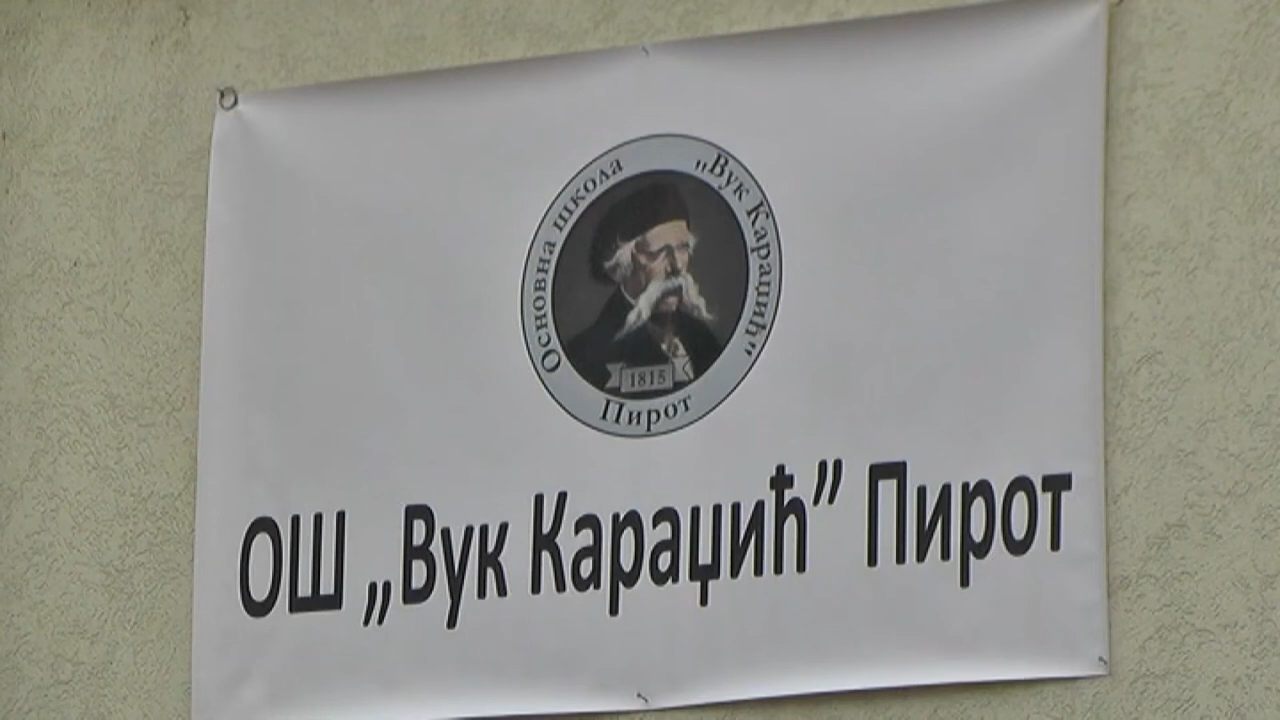 Основна школа
„Вук Караџић"
1815
Пирот
ОШ „Вук Караџић” Пирот